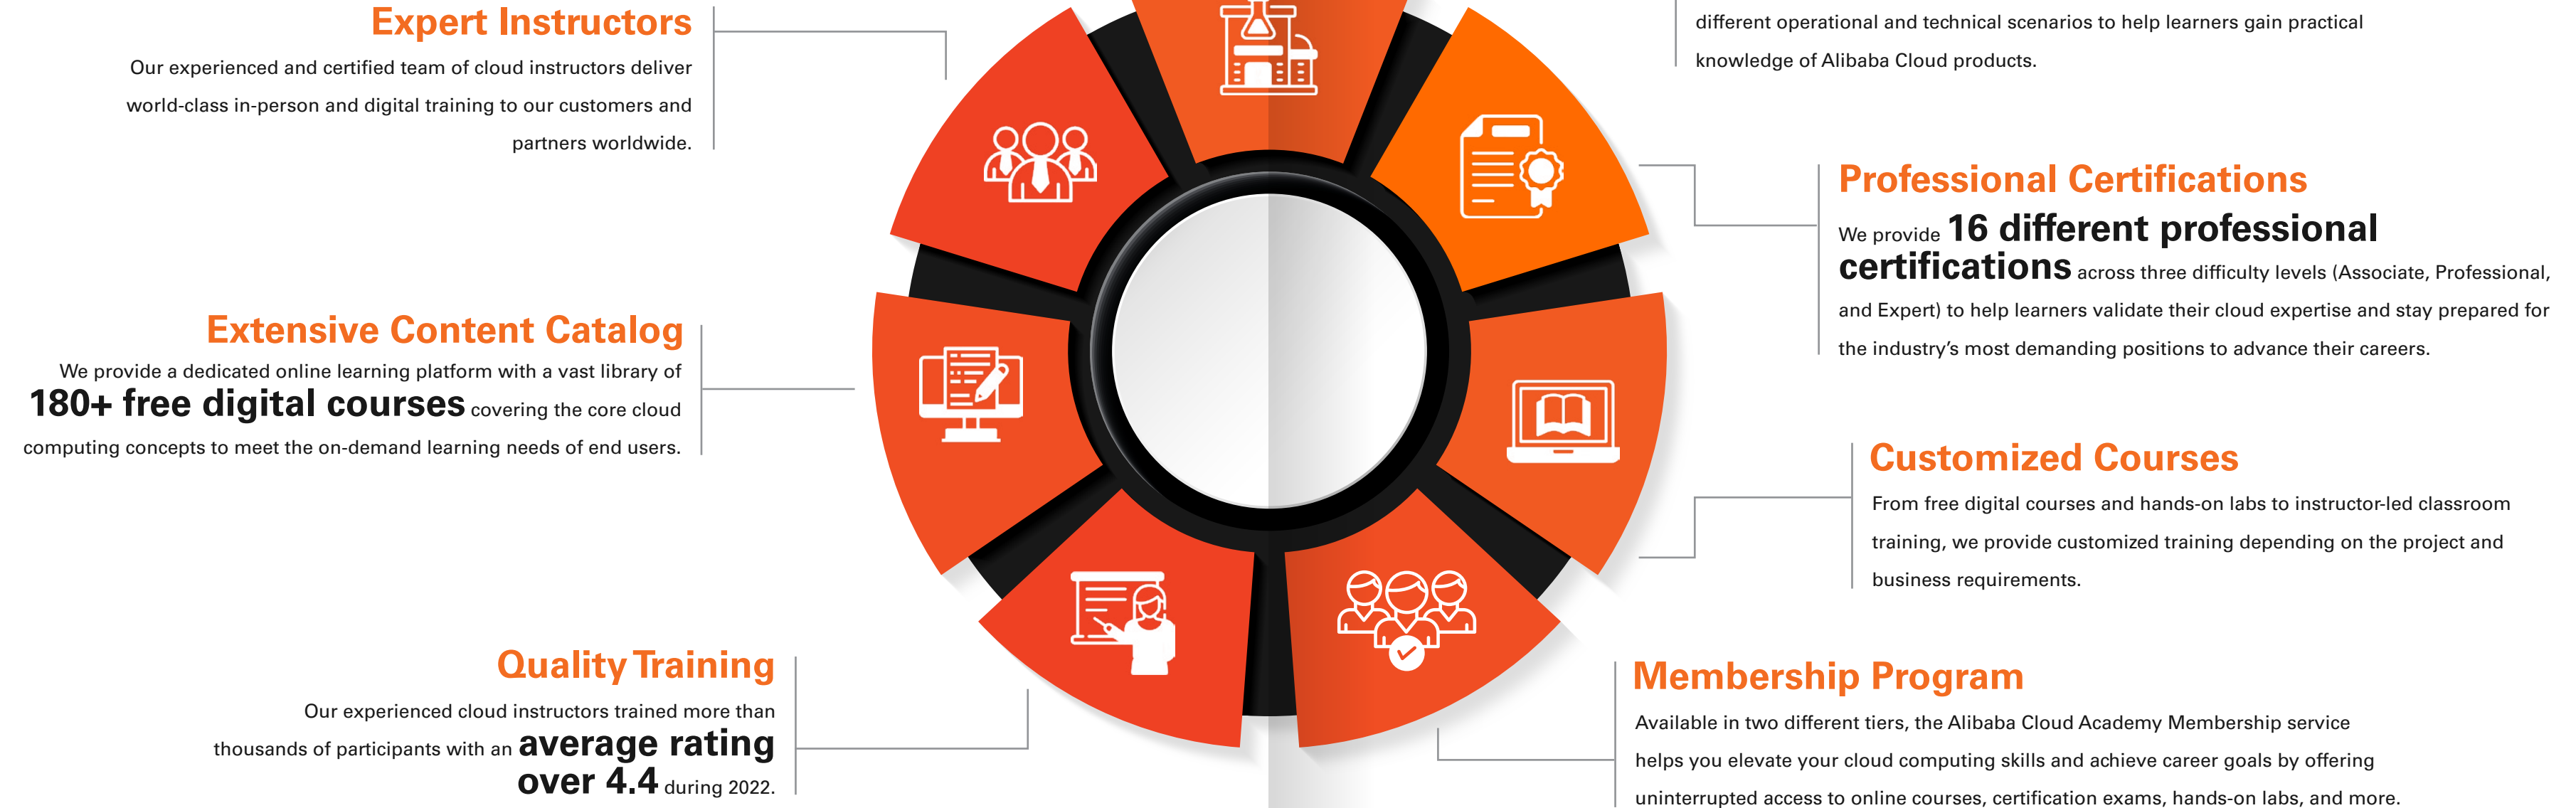 Expert Instructors
Our experienced and certified team of cloud instructors deliver
world-class in-person and digital training to our customers and
partners worldwide.
Extensive Content Catalog
We provide a dedicated online learning platform with a vast library of
180+ free digital courses covering the core cloud
computing concepts to meet the on-demand learning needs of end users.
Quality Training
Our experienced cloud instructors trained more than
thousands of participants with an average rating
over 4.4 during 2022.
different operational and technical scenarios to help learners gain practical
knowledge of Alibaba Cloud products.
Professional Certifications
We provide 16 different professional
certifications across three difficulty levels (Associate, Professional,
and Expert) to help learners validate their cloud expertise and stay prepared for
the industry’s most demanding positions to advance their careers.
Customized Courses
From free digital courses and hands-on labs to instructor-led classroom
training, we provide customized training depending on the project and
business requirements.
Membership Program
Available in two different tiers, the Alibaba Cloud Academy Membership service
helps you elevate your cloud computing skills and achieve career goals by offering
uninterrupted access to online courses, certification exams, hands-on labs, and more.